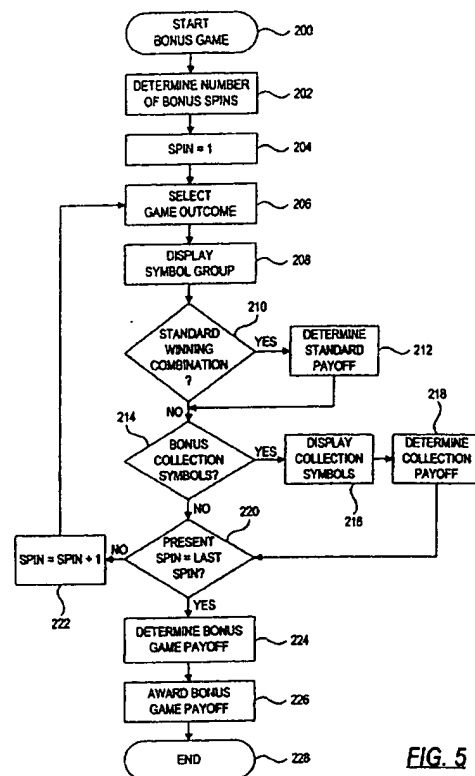 START
BONUS GAME
200
DETERMINE NUMBER
OF BONUS SPINS
202
SPIN = 1
204
SELECT
GAME OUTCOME
206
DISPLAY
SYMBOL GROUP
208
210
STANDARD
WINNING
COMBINATION
?
YES
DETERMINE
STANDARD
PAYOFF
212
NO
214
BONUS
COLLECTION
SYMBOLS?
YES
DISPLAY
COLLECTION
SYMBOLS
216
218
DETERMINE
COLLECTION
PAYOFF
NO
220
PRESENT
SPIN = LAST
SPIN?
NO
SPIN = SPIN + 1
222
YES
DETERMINE BONUS
GAME PAYOFF
224
AWARD BONUS
GAME PAYOFF
226
END
228
FIG. 5